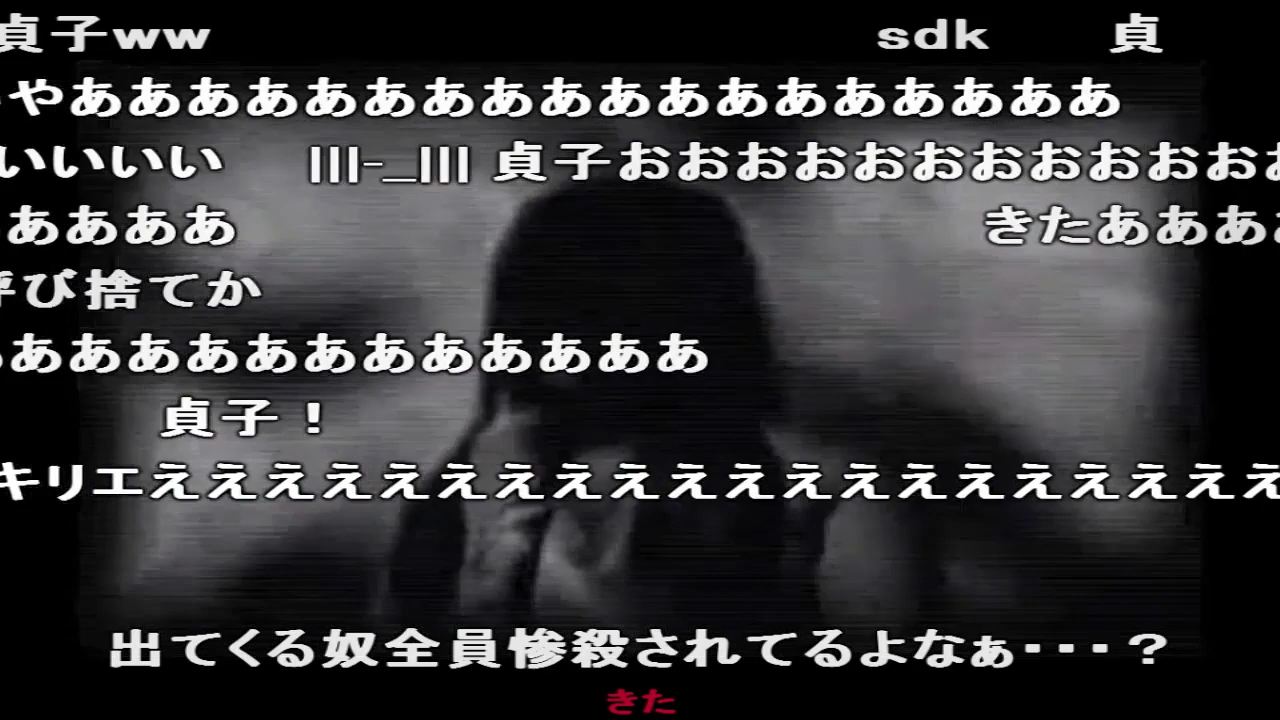 貞子ww sdk 貞
やああああああああああああああああああ
いいいい |||-_||| 貞子おおおおおおおおおおおお
ああああ きたああああ
呼び捨てか
ああああああああああああ
貞子！
キリエええええええええええええええええええええ
出てくる奴全員惨殺されてるよなぁ・・・？
きた